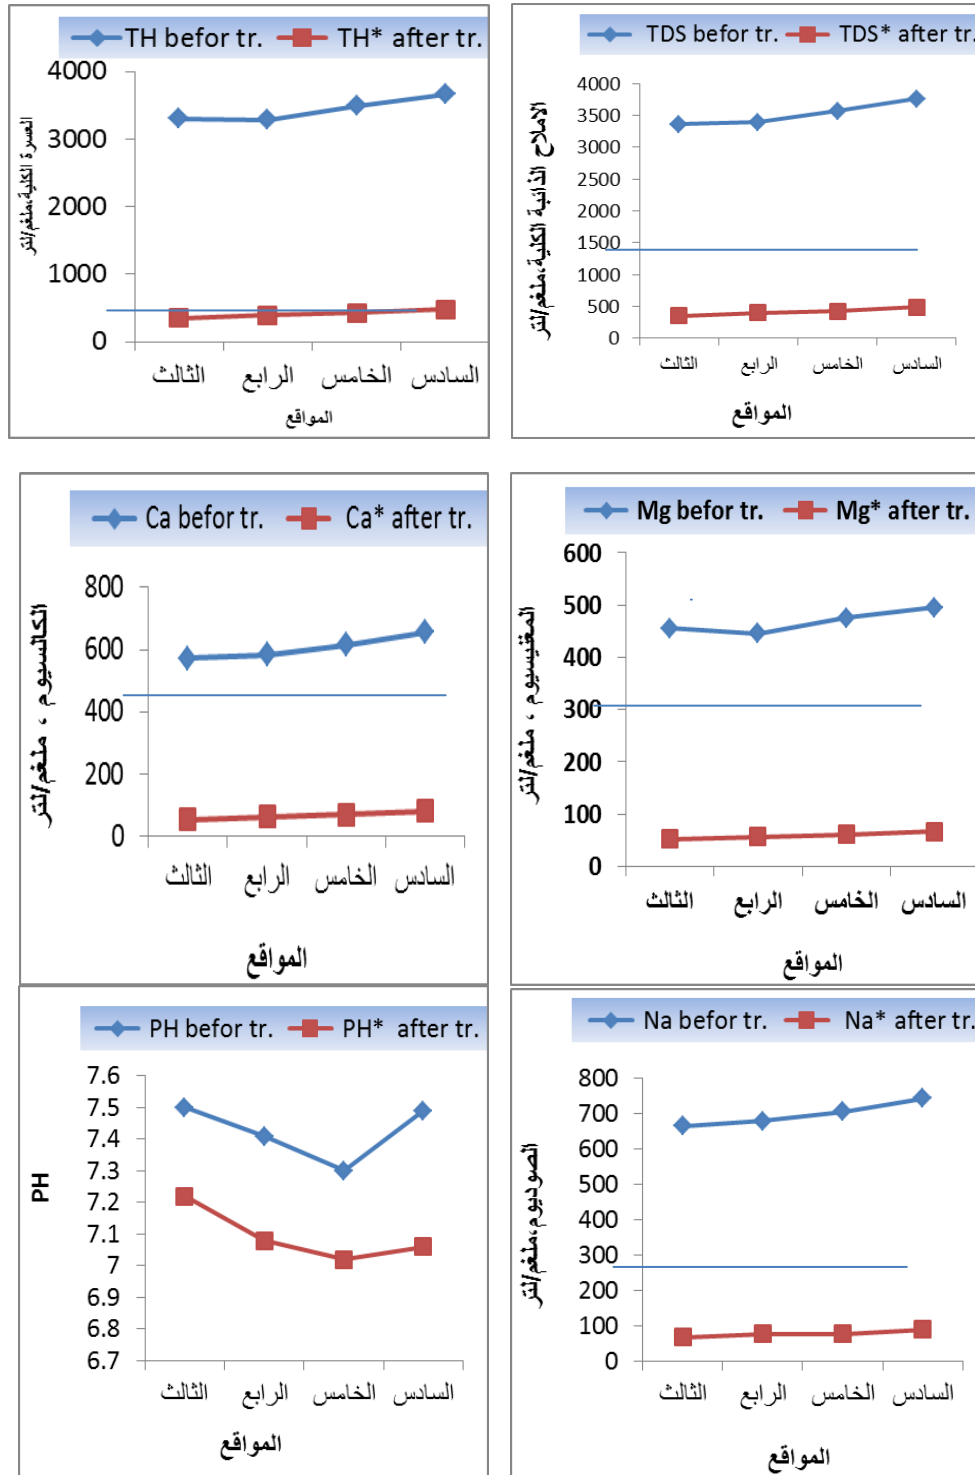 TH befor tr. TH* after tr.
العسرة الكلية،ملغم/لتر
4000
3000
2000
1000
0
الثالث الرابع الخامس السادس
المواقع
TDS befor tr. TDS* after tr.
الاملاح الذائبة الكلية،ملغم/لتر
4000
3500
3000
2500
2000
1500
1000
500
0
الثالث الرابع الخامس السادس
المواقع
Ca befor tr. Ca* after tr.
الكالسيوم ، ملغم/لتر
800
600
400
200
0
الثالث الرابع الخامس السادس
المواقع
Mg befor tr. Mg* after tr.
المغنيسيوم ، ملغم/لتر
600
500
400
300
200
100
0
الثالث الرابع الخامس السادس
المواقع
PH befor tr. PH* after tr.
PH
7.6
7.5
7.4
7.3
7.2
7.1
7
6.9
6.8
6.7
الثالث الرابع الخامس السادس
المواقع
Na befor tr. Na* after tr.
الصوديوم،ملغم/لتر
800
700
600
500
400
300
200
100
0
الثالث الرابع الخامس السادس
المواقع